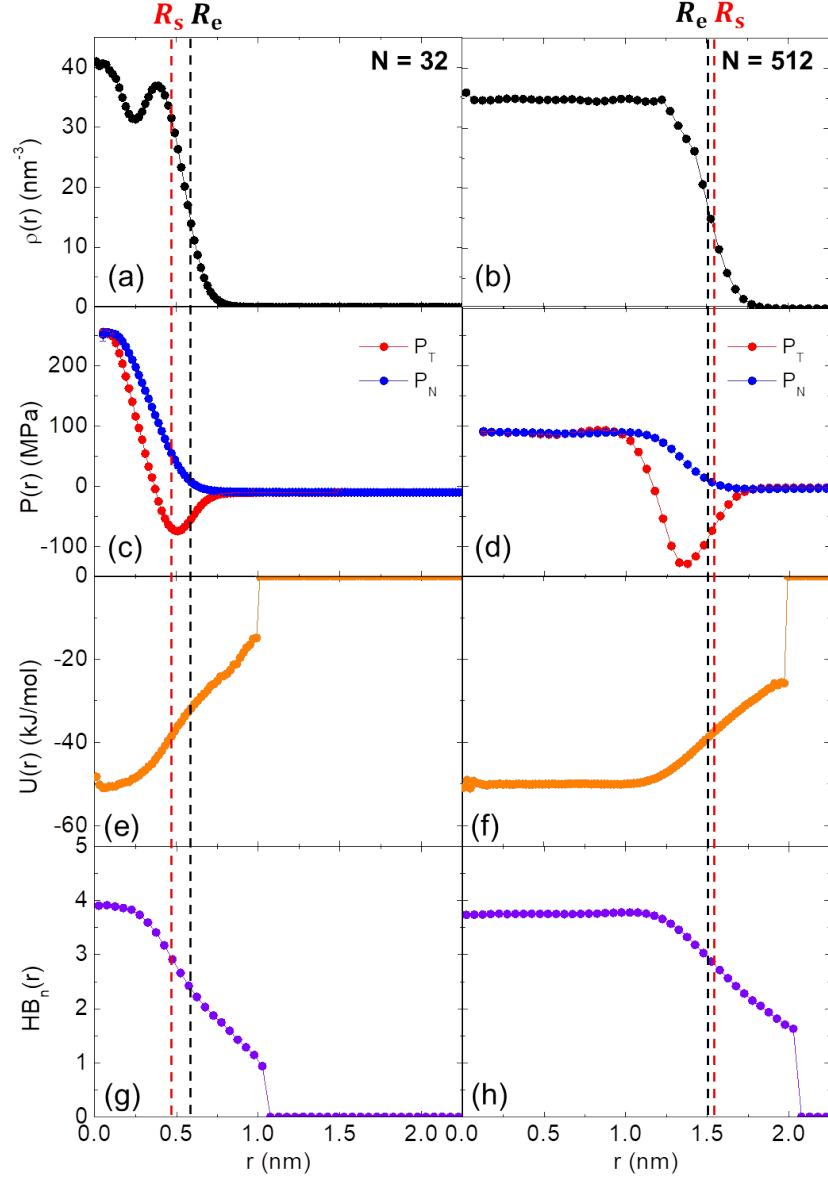 Rs Re
Re Rs
N = 32
N = 512
40
30
20
10
0
ρ(r) (nm-3)
(a)
(b)
200
100
0
-100
P(r) (MPa)
PT
PN
PT
PN
(c)
(d)
0
-20
-40
-60
U(r) (kJ/mol)
(e)
(f)
5
4
3
2
1
0
HBn(r)
(g)
(h)
0.0 0.5 1.0 1.5 2.0
0.5 1.0 1.5 2.0
r (nm)
r (nm)